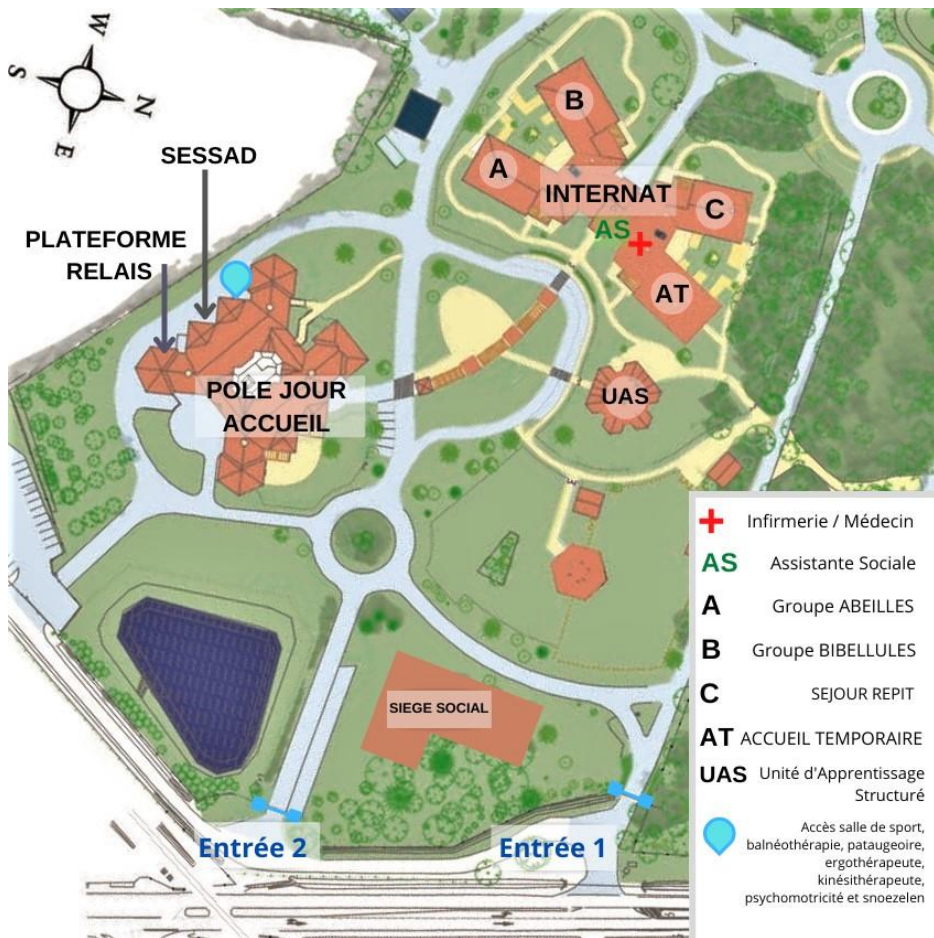 W
S
N
E
SESSAD
PLATEFORME
RELAIS
B
A
INTERNAT
C
AS
AT
POLE JOUR
ACCUEIL
UAS
SIEGE SOCIAL
Entrée 2
Entrée 1
Infirmerie / Médecin
AS Assistante Sociale
A Groupe ABEILLES
B Groupe BIBELLULES
C SEJOUR REPIT
AT ACCUEIL TEMPORAIRE
UAS Unité d'Apprentissage
Structuré
Accès salle de sport,
balnéothérapie, pataugeoire,
ergothérapeute,
kinésithérapeute,
psychomotricité et snoezelen